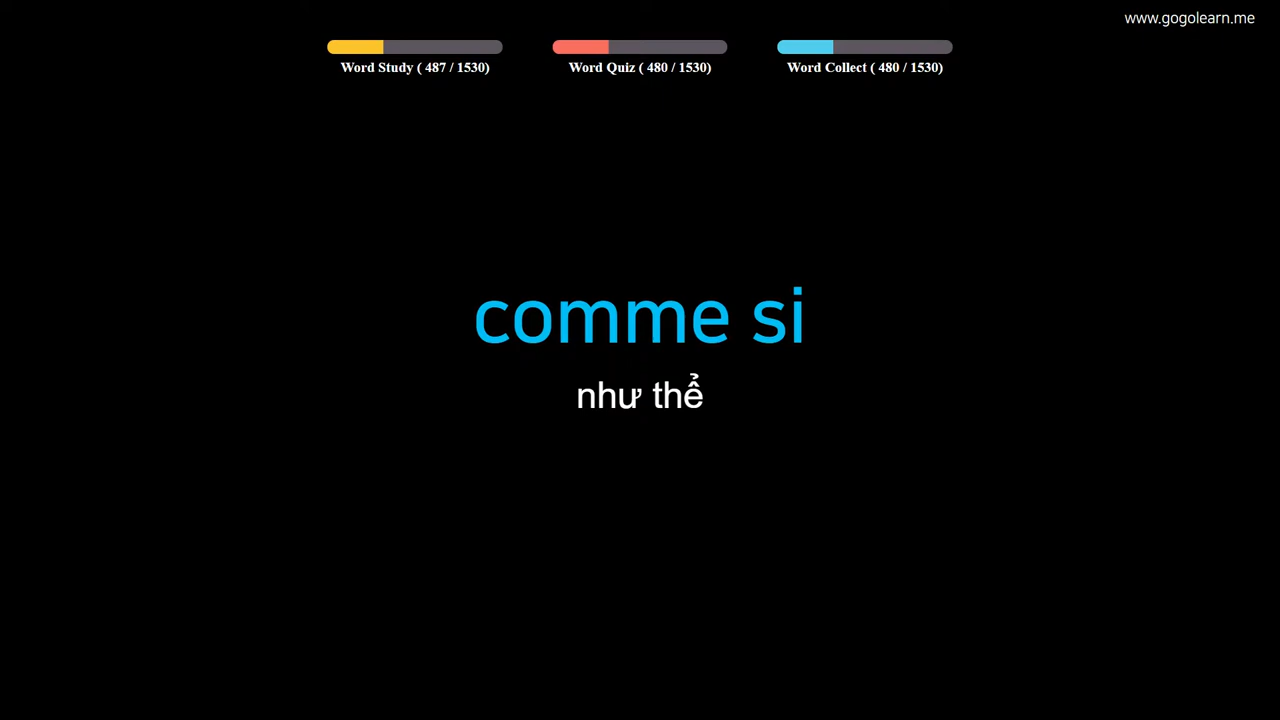 www.gogolearn.me
Word Study ( 487 / 1530)
Word Quiz ( 480 / 1530)
Word Collect ( 480 / 1530)
comme si
như thể